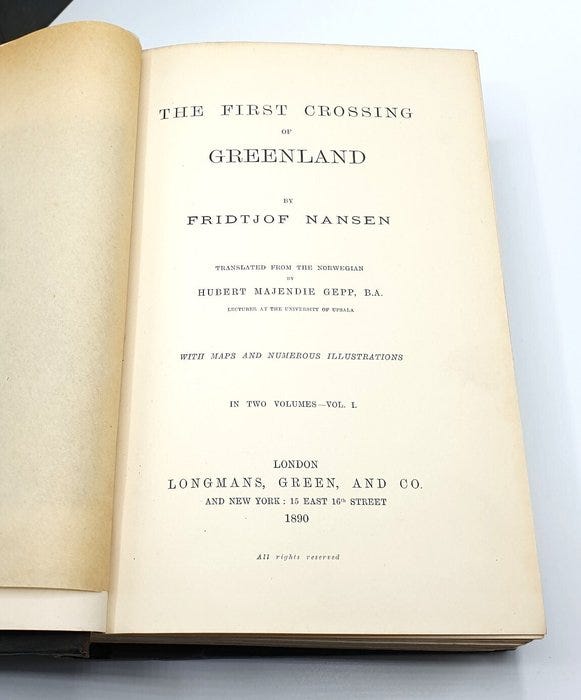 THE FIRST CROSSING
OF
GREENLAND
BY
FRIDTJOF NANSEN
TRANSLATED FROM THE NORWEGIAN
BY
HUBERT MAJENDIE GEPP, B.A.
LECTURER AT THE UNIVERSITY OF UPSALA
WITH MAPS AND NUMEROUS ILLUSTRATIONS
IN TWO VOLUMES—VOL. I.
LONDON
LONGMANS, GREEN, AND CO.
AND NEW YORK : 15 EAST 16th STREET
1890
All rights reserved